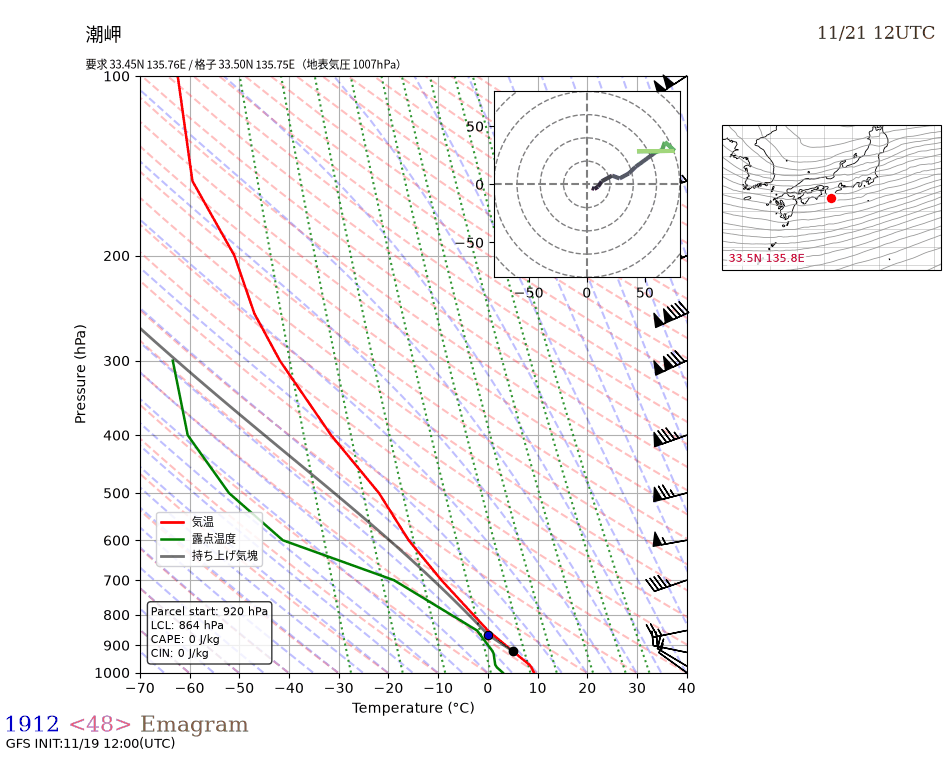 潮岬
11/21 12UTC
要求 33.45N 135.76E / 格子 33.50N 135.75E（地表気圧 1007hPa）
100
200
300
400
500
600
700
800
900
1000
Pressure (hPa)
−70 −60 −50 −40 −30 −20 −10 0 10 20 30 40
Temperature (°C)
50
0
−50
−50 0 50
33.5N 135.8E
気温
露点温度
持ち上げ気塊
Parcel start: 920 hPa
LCL: 864 hPa
CAPE: 0 J/kg
CIN: 0 J/kg
1912 <48> Emagram
GFS INIT:11/19 12:00(UTC)